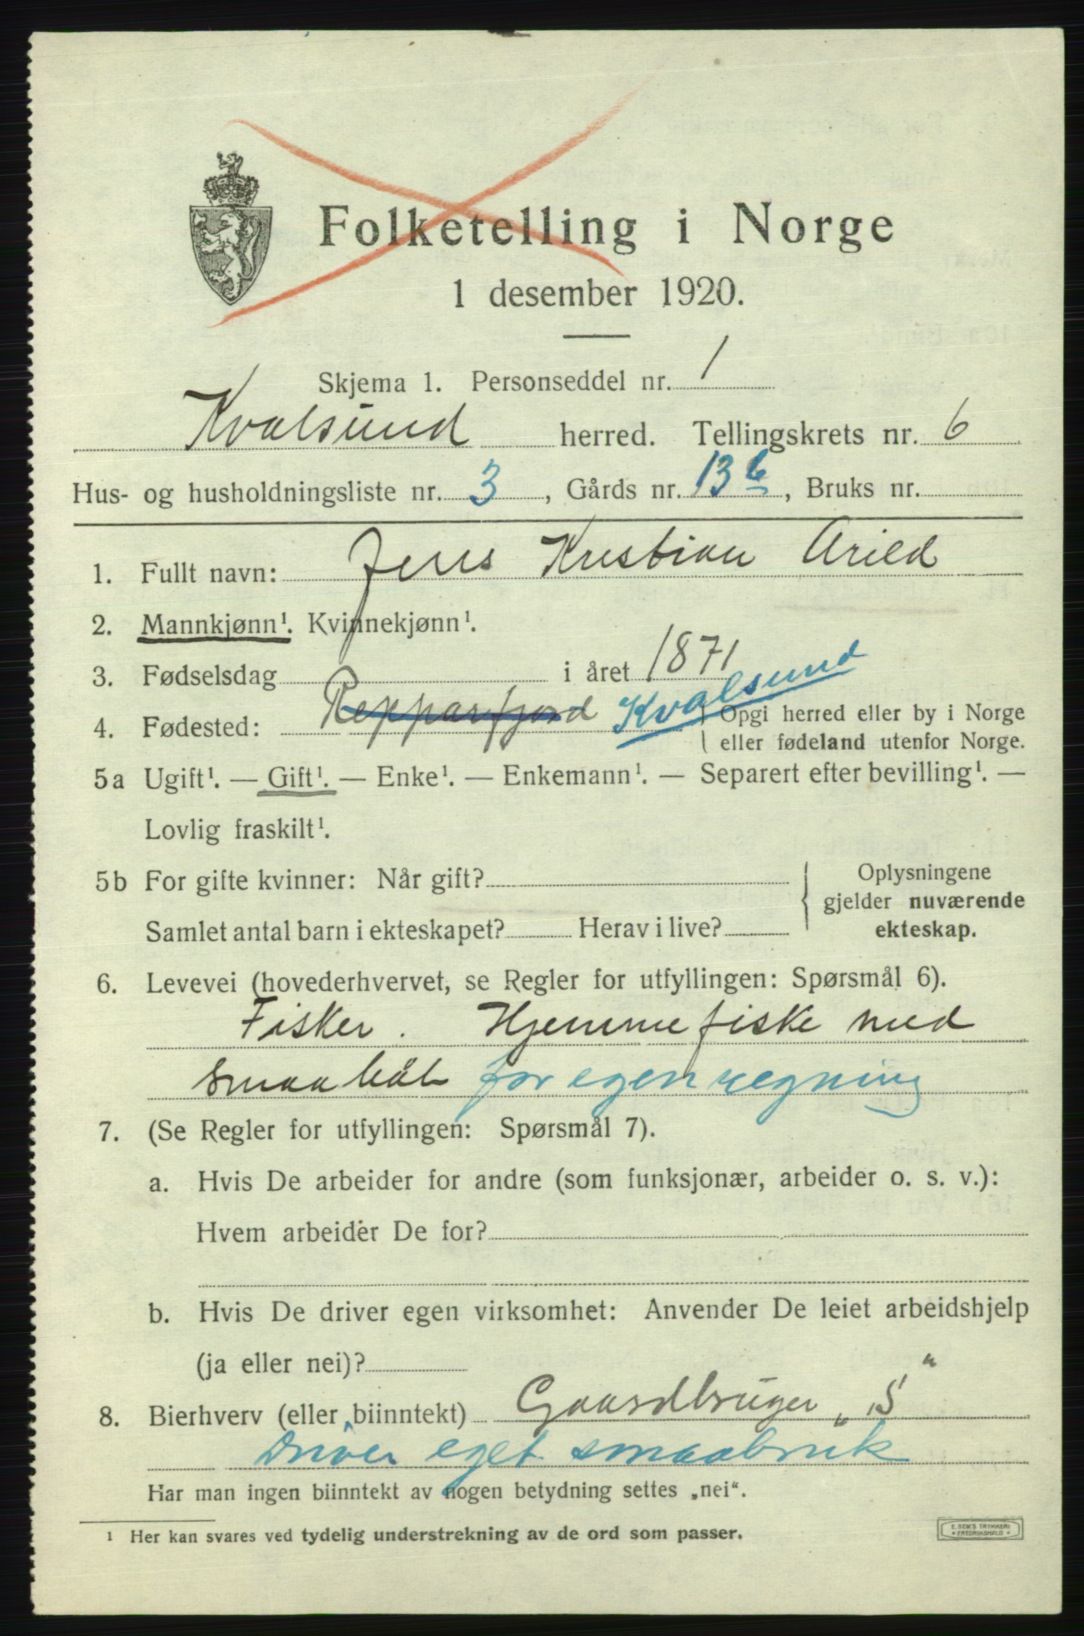 Folketelling i Norge
1 desember 1920.
Skjema 1. Personseddel nr. 1
Kvalsund herred. Tellingskrets nr. 6
Hus- og husholdningsliste nr. 3, Gårds nr. 13 6, Bruks nr.
1. Fullt navn: Jens Kristian Arild
2. Mannkjønn¹. Kvinnekjønn¹.
3. Fødselsdag i året 1871
4. Fødested: Repparfjord Kvalsund Opgi herred eller by i Norge
eller fødeland utenfor Norge.
5a Ugift¹. — Gift¹. — Enke¹. — Enkemann¹. — Separert efter bevilling¹. —
Lovlig fraskilt¹.
5b For gifte kvinner: Når gift?
Samlet antal barn i ekteskapet? Herav i live?
Oplysningene
gjelder nuværende
ekteskap.
6. Levevei (hovederhvervet, se Regler for utfyllingen: Spørsmål 6).
Fisker. Hjemmefiske med
smaabåt for egen regning
7. (Se Regler for utfyllingen: Spørsmål 7).
a. Hvis De arbeider for andre (som funksjonær, arbeider o. s. v.):
Hvem arbeider De for?
b. Hvis De driver egen virksomhet: Anvender De leiet arbeidshjelp
(ja eller nei)?
8. Bierhverv (eller biinntekt) Gaardbruger „S“
Driver eget smaabruk
Har man ingen biinntekt av nogen betydning settes „nei“.
¹ Her kan svares ved tydelig understrekning av de ord som passer.
E. SEM'S TRYKKERI
FREDRIKSHALD